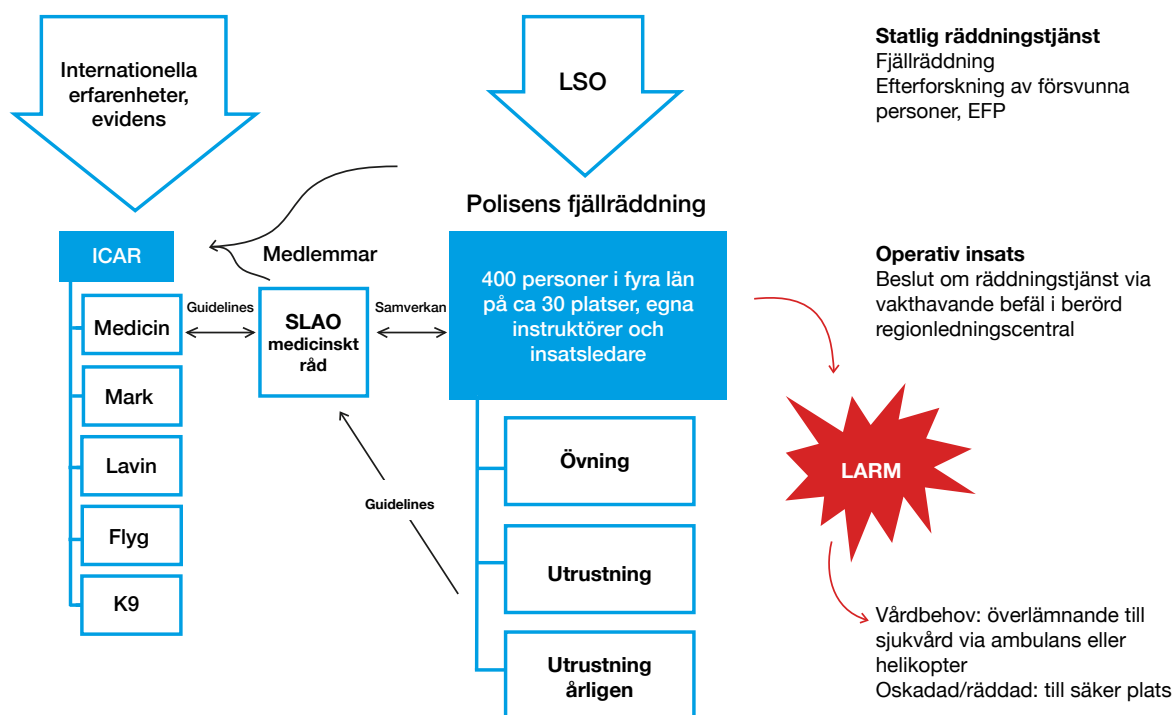 Internationella
erfarenheter,
evidens
LSO
Statlig räddningstjänst
Fjällräddning
Efterforskning av försvunna
personer, EFP
Polisens fjällräddning
ICAR
Medlemmar
400 personer i fyra län
på ca 30 platser, egna
instruktörer och
insatsledare
Operativ insats
Beslut om räddningstjänst via
vakthavande befäl i berörd
regionledningscentral
Medicin
Guidelines
SLAO
medicinskt
råd
Samverkan
Mark
Lavin
Flyg
K9
Guidelines
Övning
Utrustning
Utrustning
årligen
LARM
Vårdbehov: överlämnande till
sjukvård via ambulans eller
helikopter
Oskadad/räddad: till säker plats